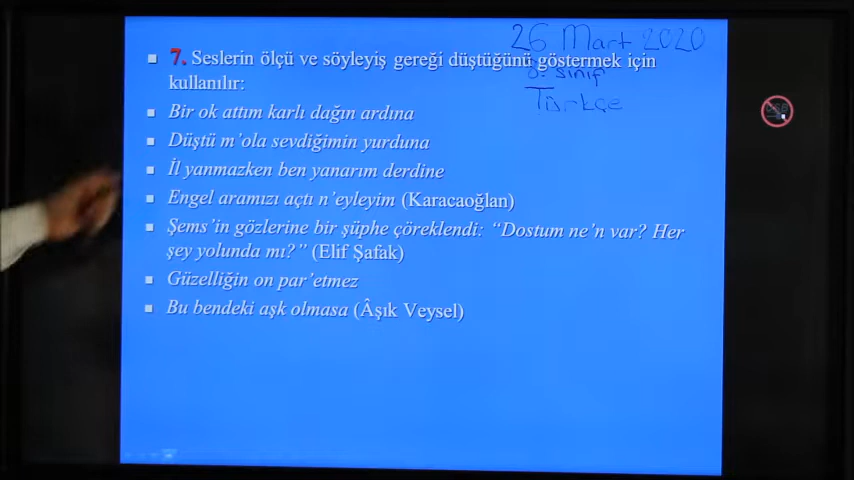 26 Mart 2020
8. sınıf
Türkçe
7. Seslerin ölçü ve söyleyiş gereği düştüğünü göstermek için
kullanılır:
Bir ok attım karlı dağın ardına
Düştü m’ola sevdiğimin yurduna
İl yanmazken ben yanarım derdine
Engel aramızı açtı n’eyleyim (Karacaoğlan)
Şems’in gözlerine bir şüphe çöreklendi: “Dostum ne’n var? Her
şey yolunda mı?” (Elif Şafak)
Güzelliğin on par’etmez
Bu bendeki aşk olmasa (Âşık Veysel)